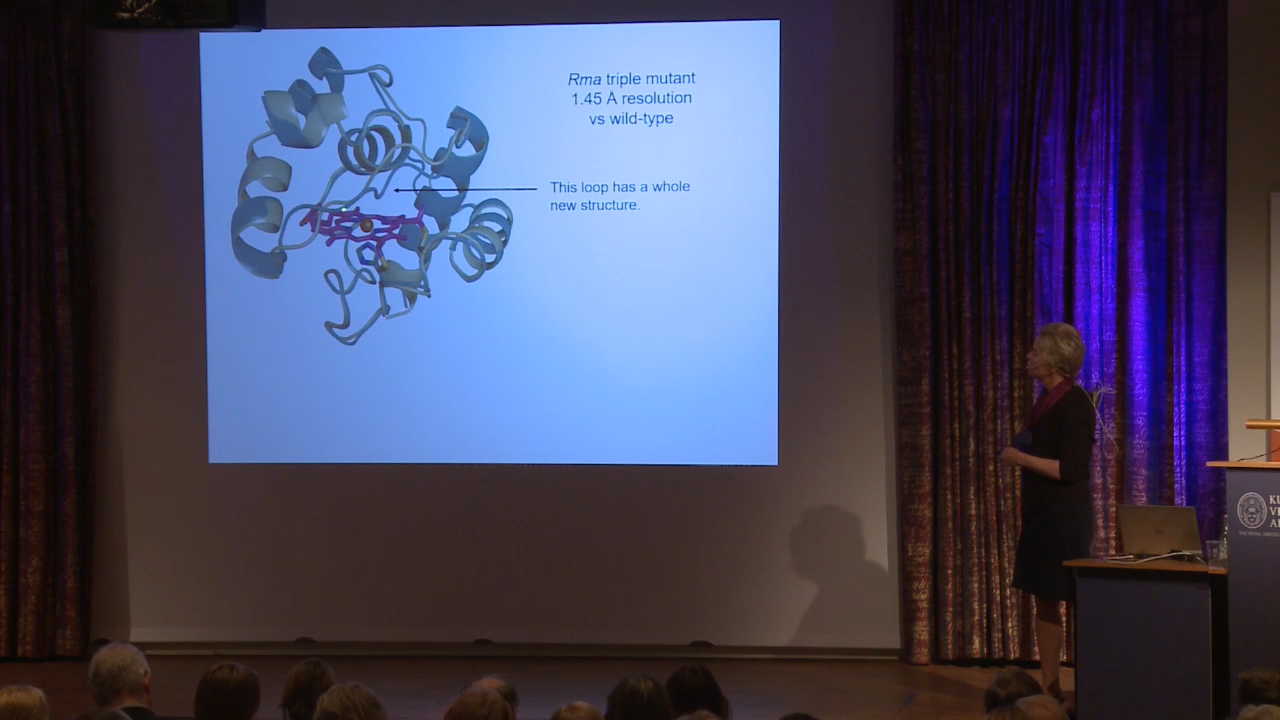 Rma triple mutant
1.45 Å resolution
vs wild-type
This loop has a whole
new structure.